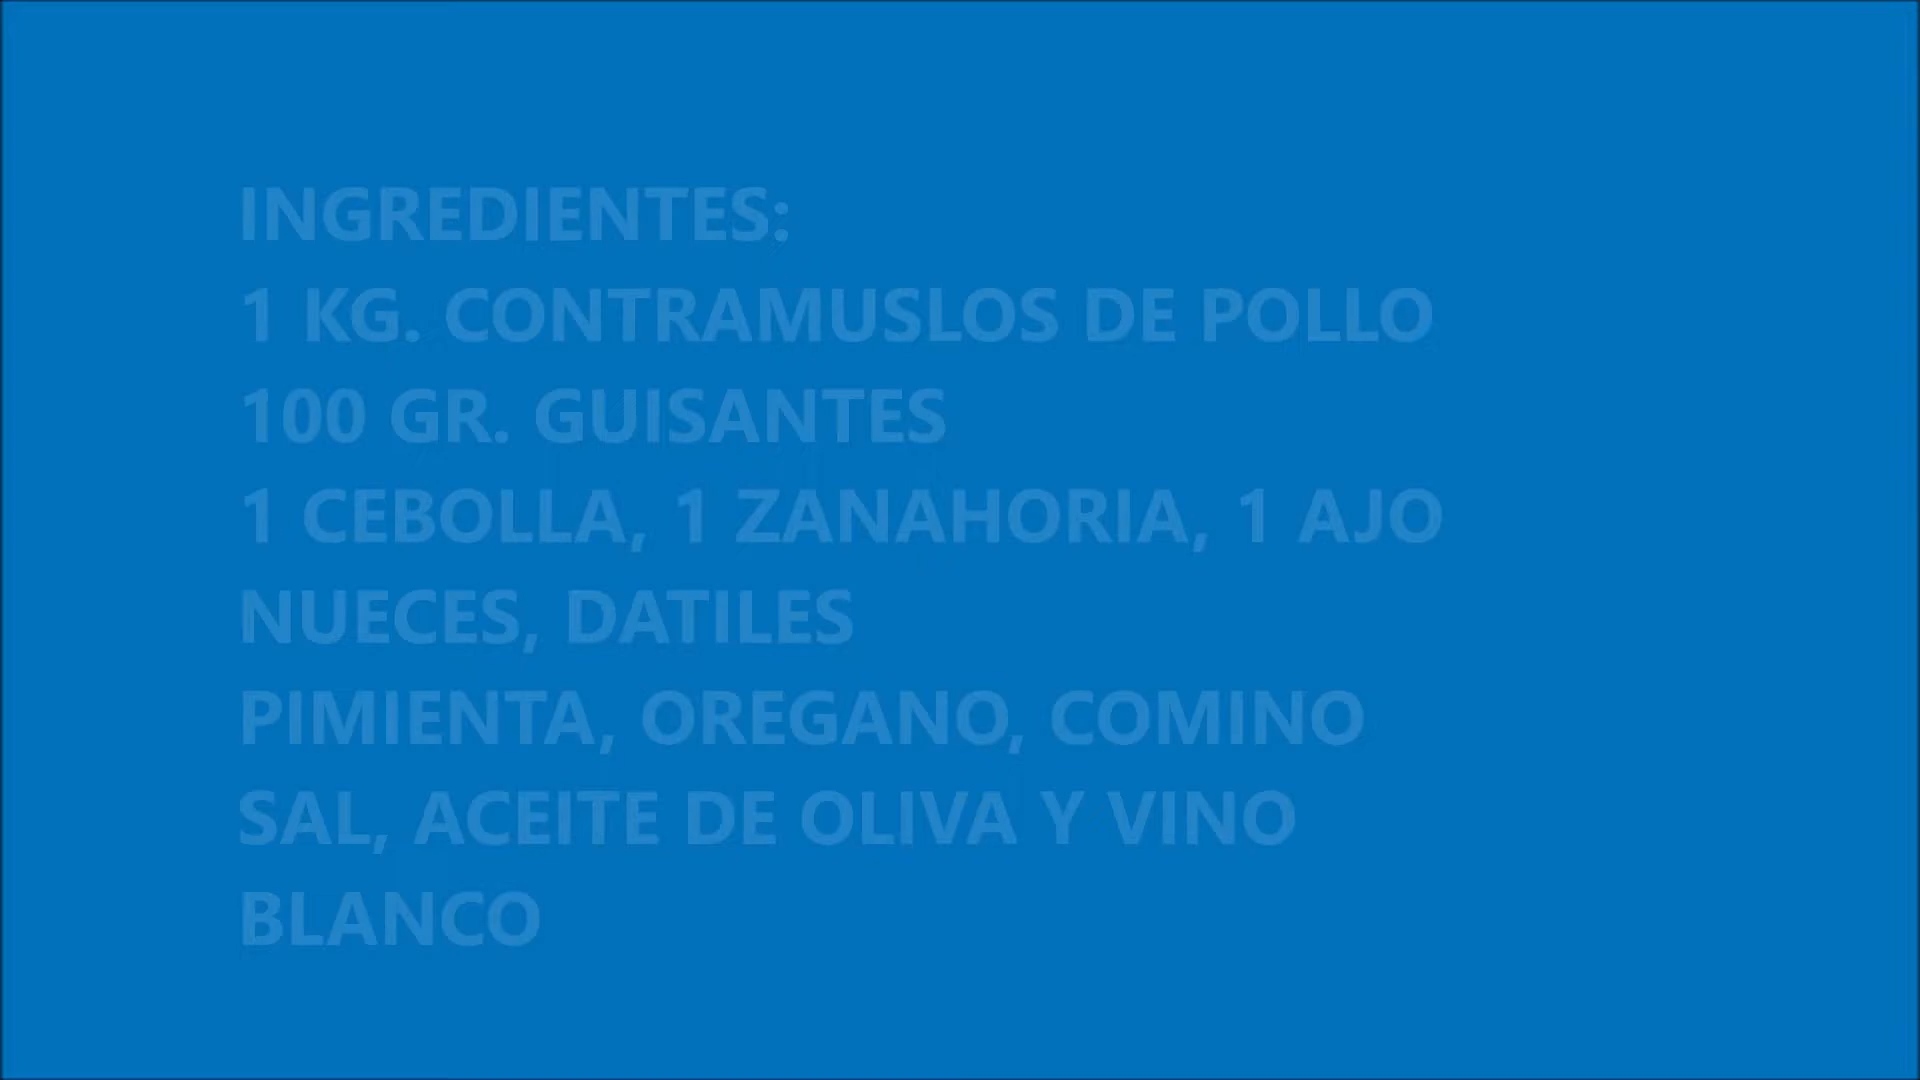 INGREDIENTES:
1 KG. CONTRAMUSLOS DE POLLO
100 GR. GUISANTES
1 CEBOLLA, 1 ZANAHORIA, 1 AJO
NUECES, DATILES
PIMIENTA, OREGANO, COMINO
SAL, ACEITE DE OLIVA Y VINO
BLANCO